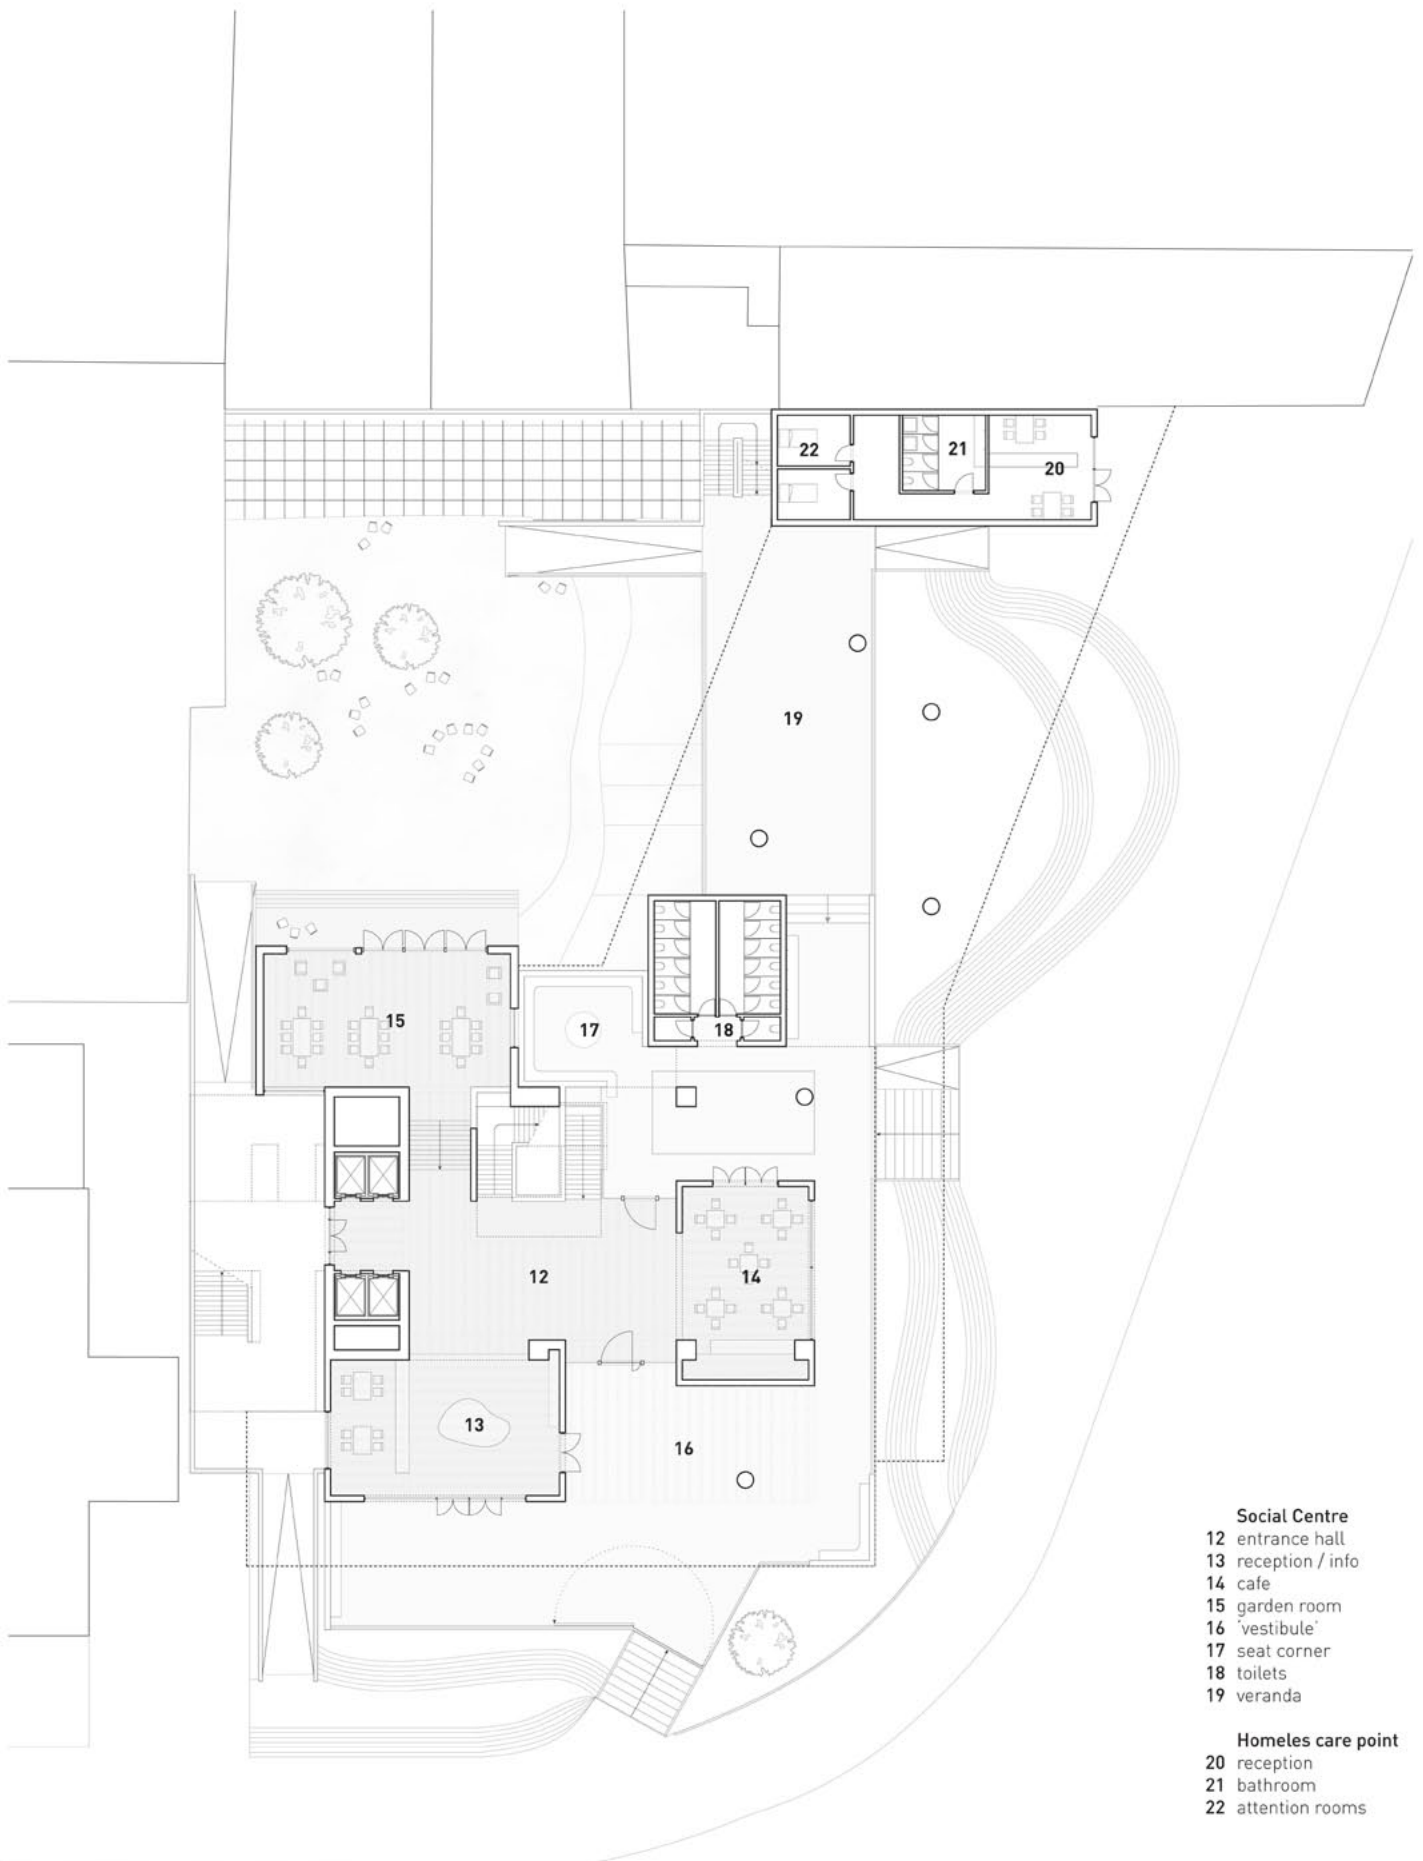 22
21
20
19
15
17
18
12
14
13
16
Social Centre
12 entrance hall
13 reception / info
14 cafe
15 garden room
16 'vestibule'
17 seat corner
18 toilets
19 veranda
Homeles care point
20 reception
21 bathroom
22 attention rooms